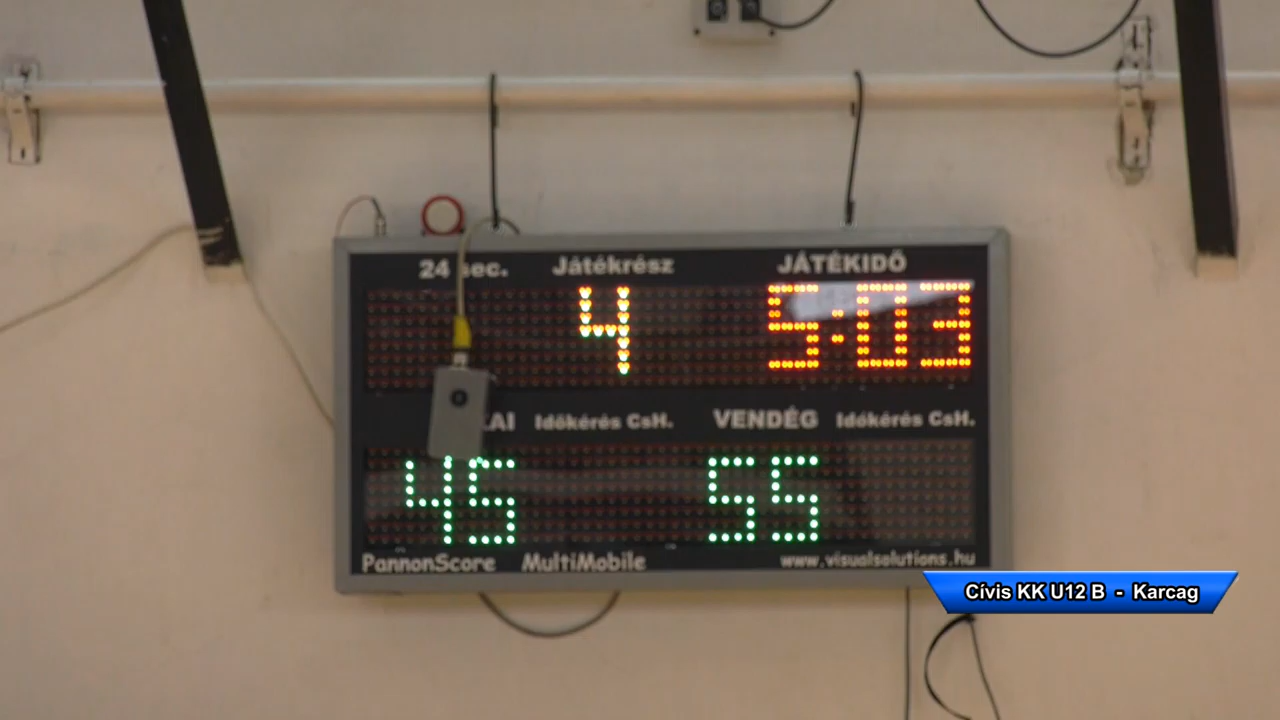 24 sec. Játékrész JÁTÉKIDŐ
4 5:03
Időkérés CsH. VENDÉG Időkérés CsH.
45 55
PannonScore MultiMobile www.visualsolutions.hu
Cívis KK U12 B - Karcag